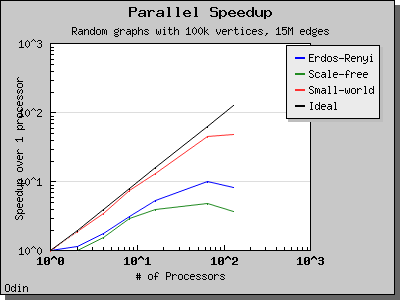 Parallel Speedup
Random graphs with 100k vertices, 15M edges
Erdos-Renyi
Scale-free
Small-world
Ideal
Speedup over 1 processor
10^3
10^2
10^1
10^0
10^0 10^1 10^2 10^3
# of Processors
Odin